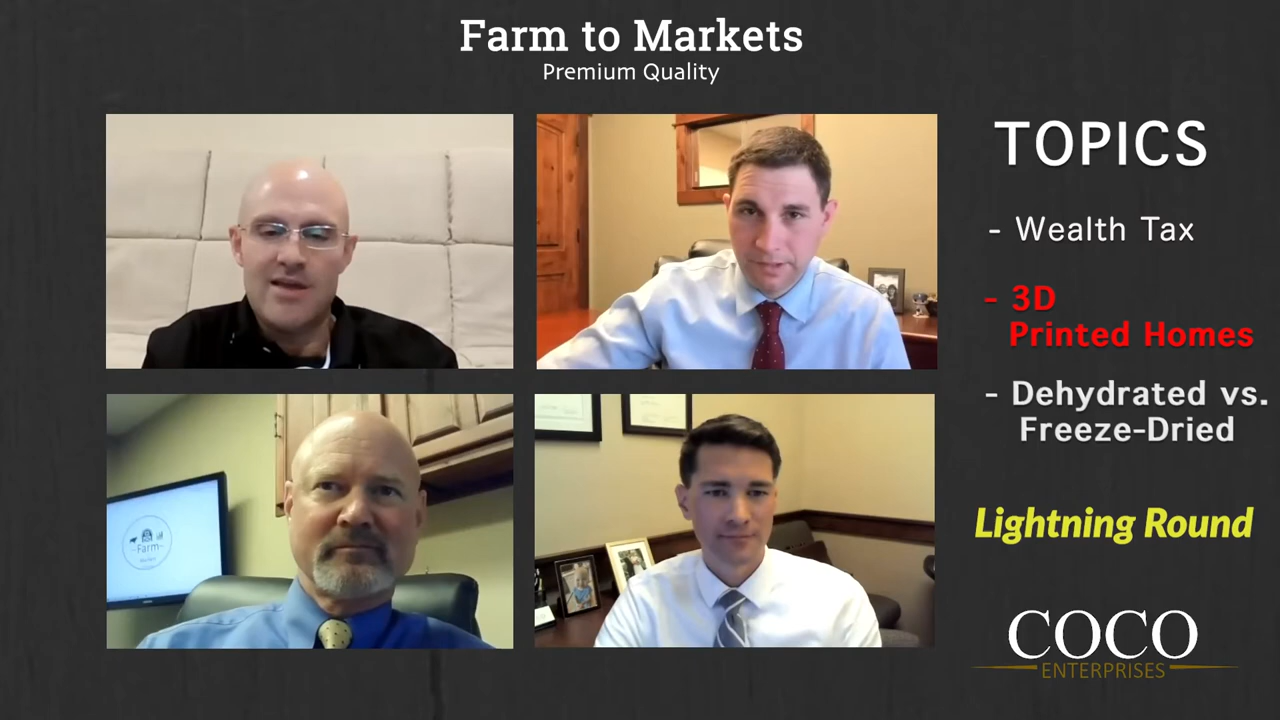 Farm to Markets
Premium Quality
TOPICS
- Wealth Tax
- 3D
Printed Homes
- Dehydrated vs.
Freeze-Dried
Lightning Round
COCO
ENTERPRISES
Farm